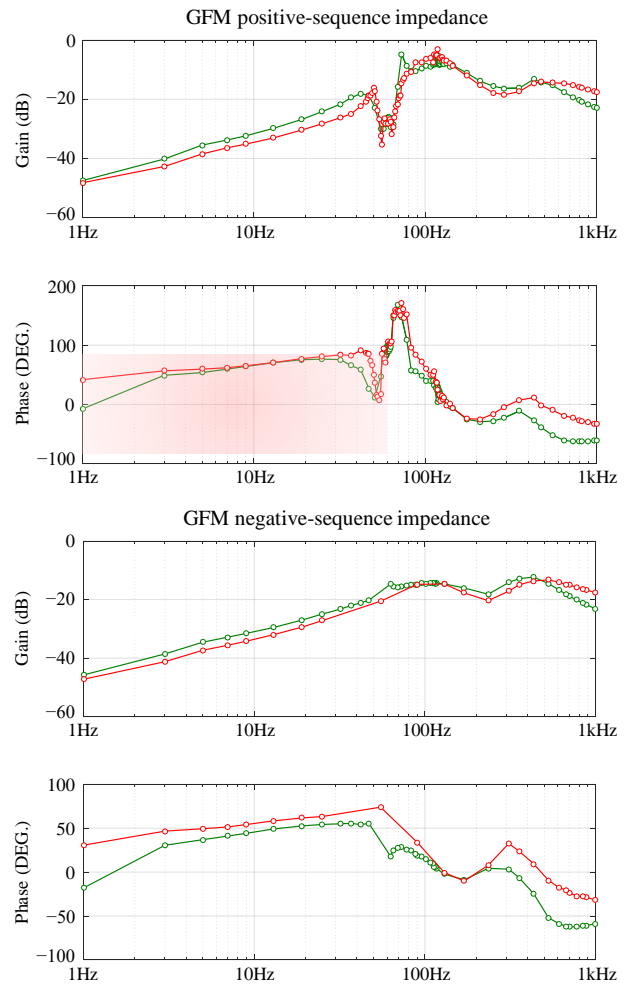 GFM positive-sequence impedance
0
−20
−40
−60
Gain (dB)
1Hz 10Hz 100Hz 1kHz
200
100
0
−100
Phase (DEG.)
1Hz 10Hz 100Hz 1kHz
GFM negative-sequence impedance
0
−20
−40
−60
Gain (dB)
1Hz 10Hz 100Hz 1kHz
100
50
0
−50
−100
Phase (DEG.)
1Hz 10Hz 100Hz 1kHz